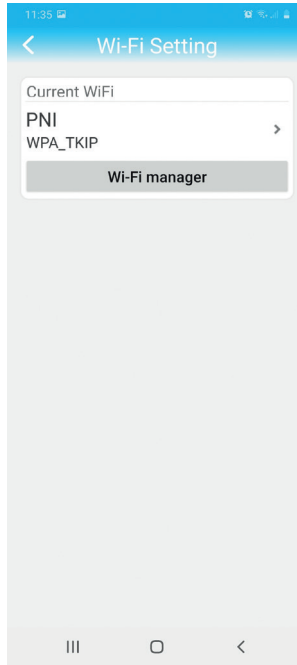 11:35
Wi-Fi Setting
Current WiFi
PNI
WPA_TKIP
Wi-Fi manager